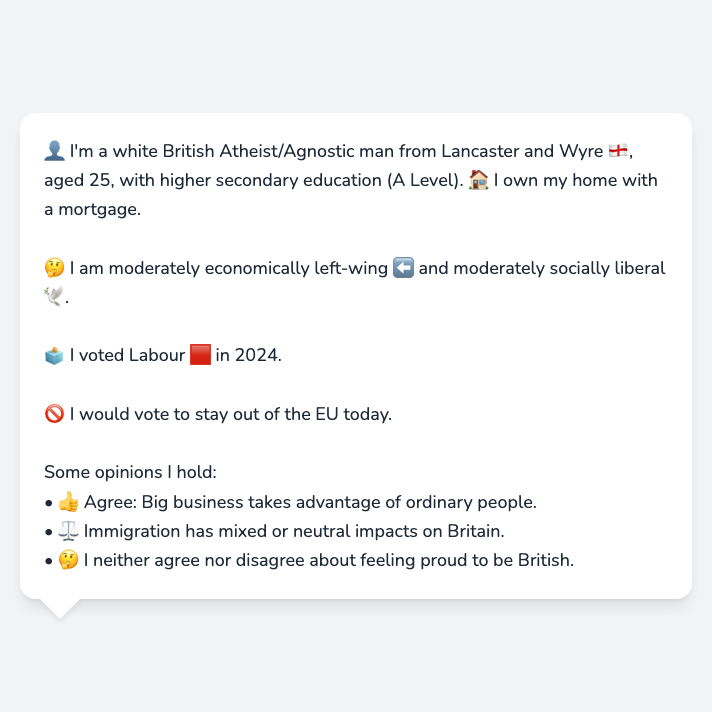 👤 I'm a white British Atheist/Agnostic man from Lancaster and Wyre 🏴󠁧󠁢󠁥󠁮󠁧󠁿,
aged 25, with higher secondary education (A Level). 🏠 I own my home with
a mortgage.
🤔 I am moderately economically left-wing ⬅️ and moderately socially liberal
🕊️.
🗳️ I voted Labour 🟥 in 2024.
🚫 I would vote to stay out of the EU today.
Some opinions I hold:
• 👍 Agree: Big business takes advantage of ordinary people.
• ⚖️ Immigration has mixed or neutral impacts on Britain.
• 🤔 I neither agree nor disagree about feeling proud to be British.